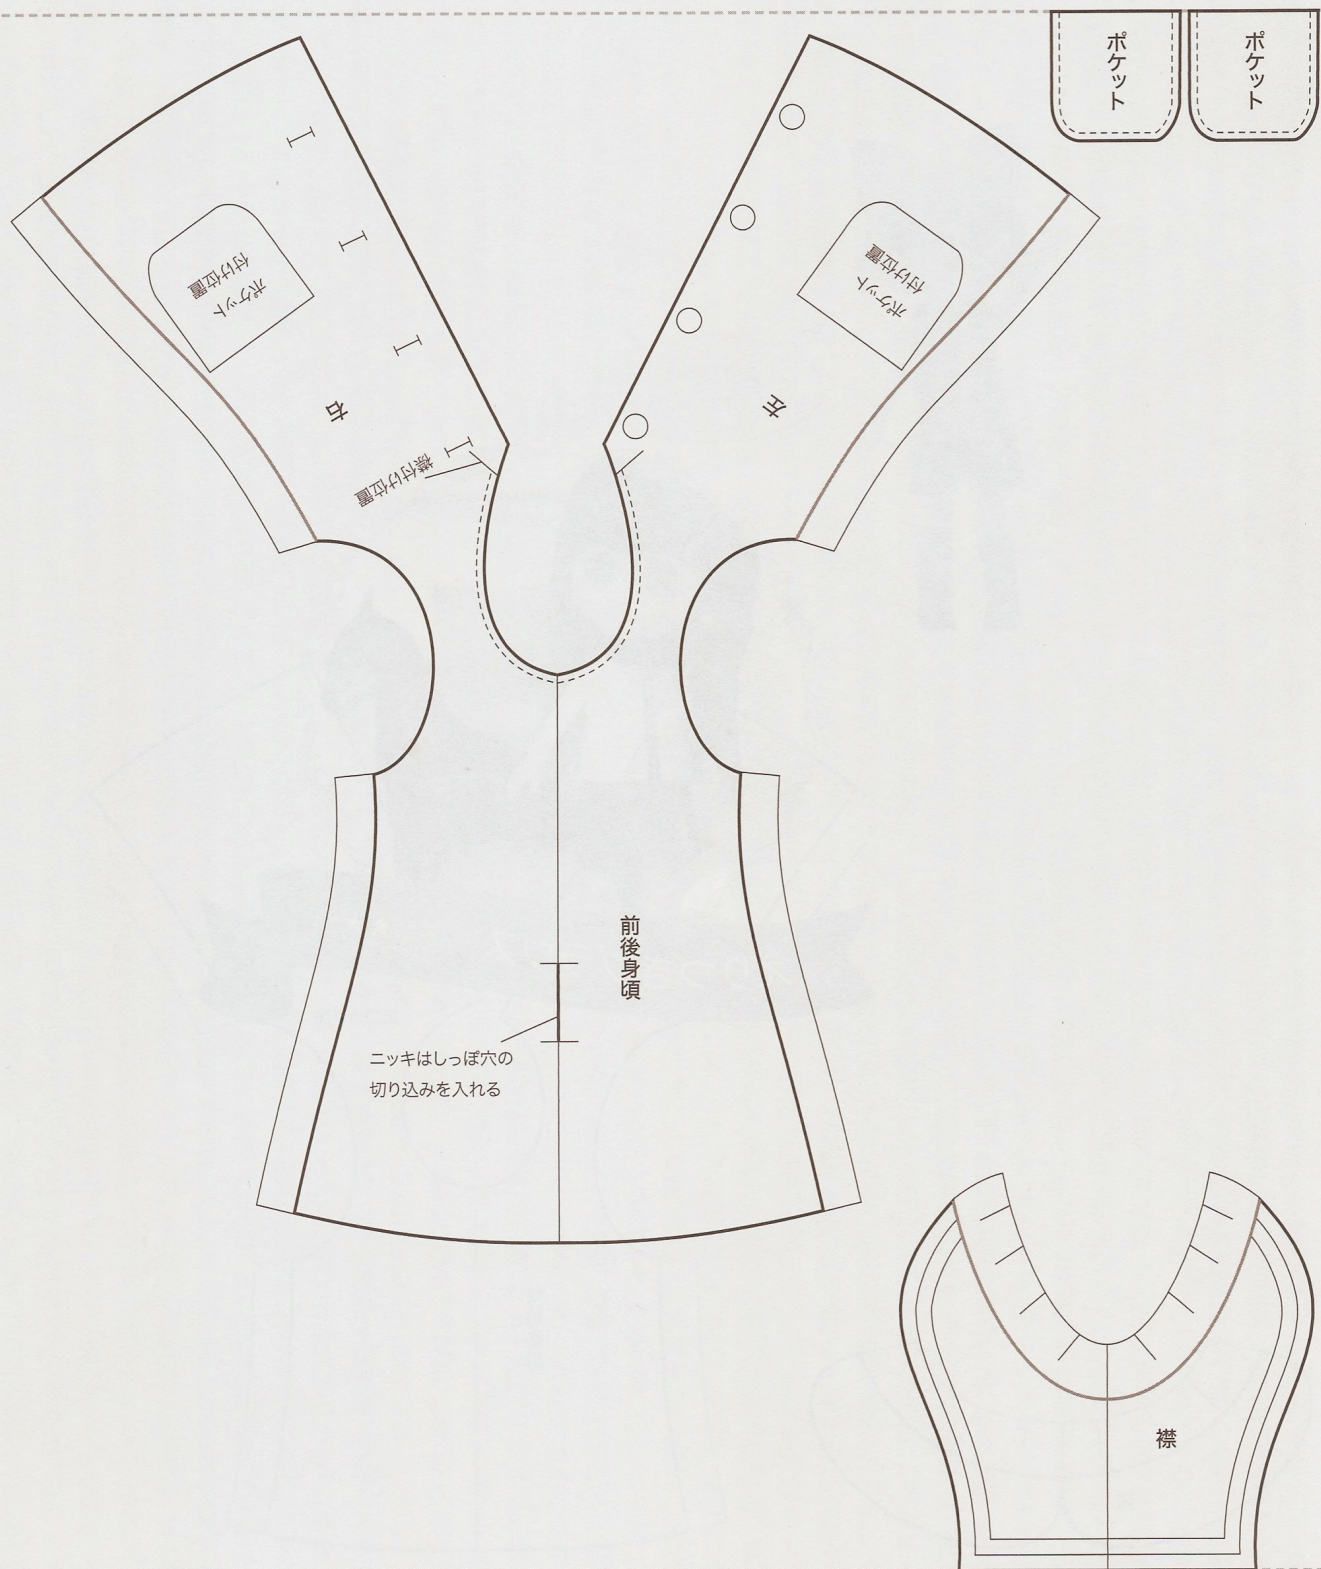 ポケット
ポケット
ポケット
付け位置
ポケット
付け位置
右
左
襟付け位置
前後身頃
ニッキはしっぽ穴の
切り込みを入れる
襟